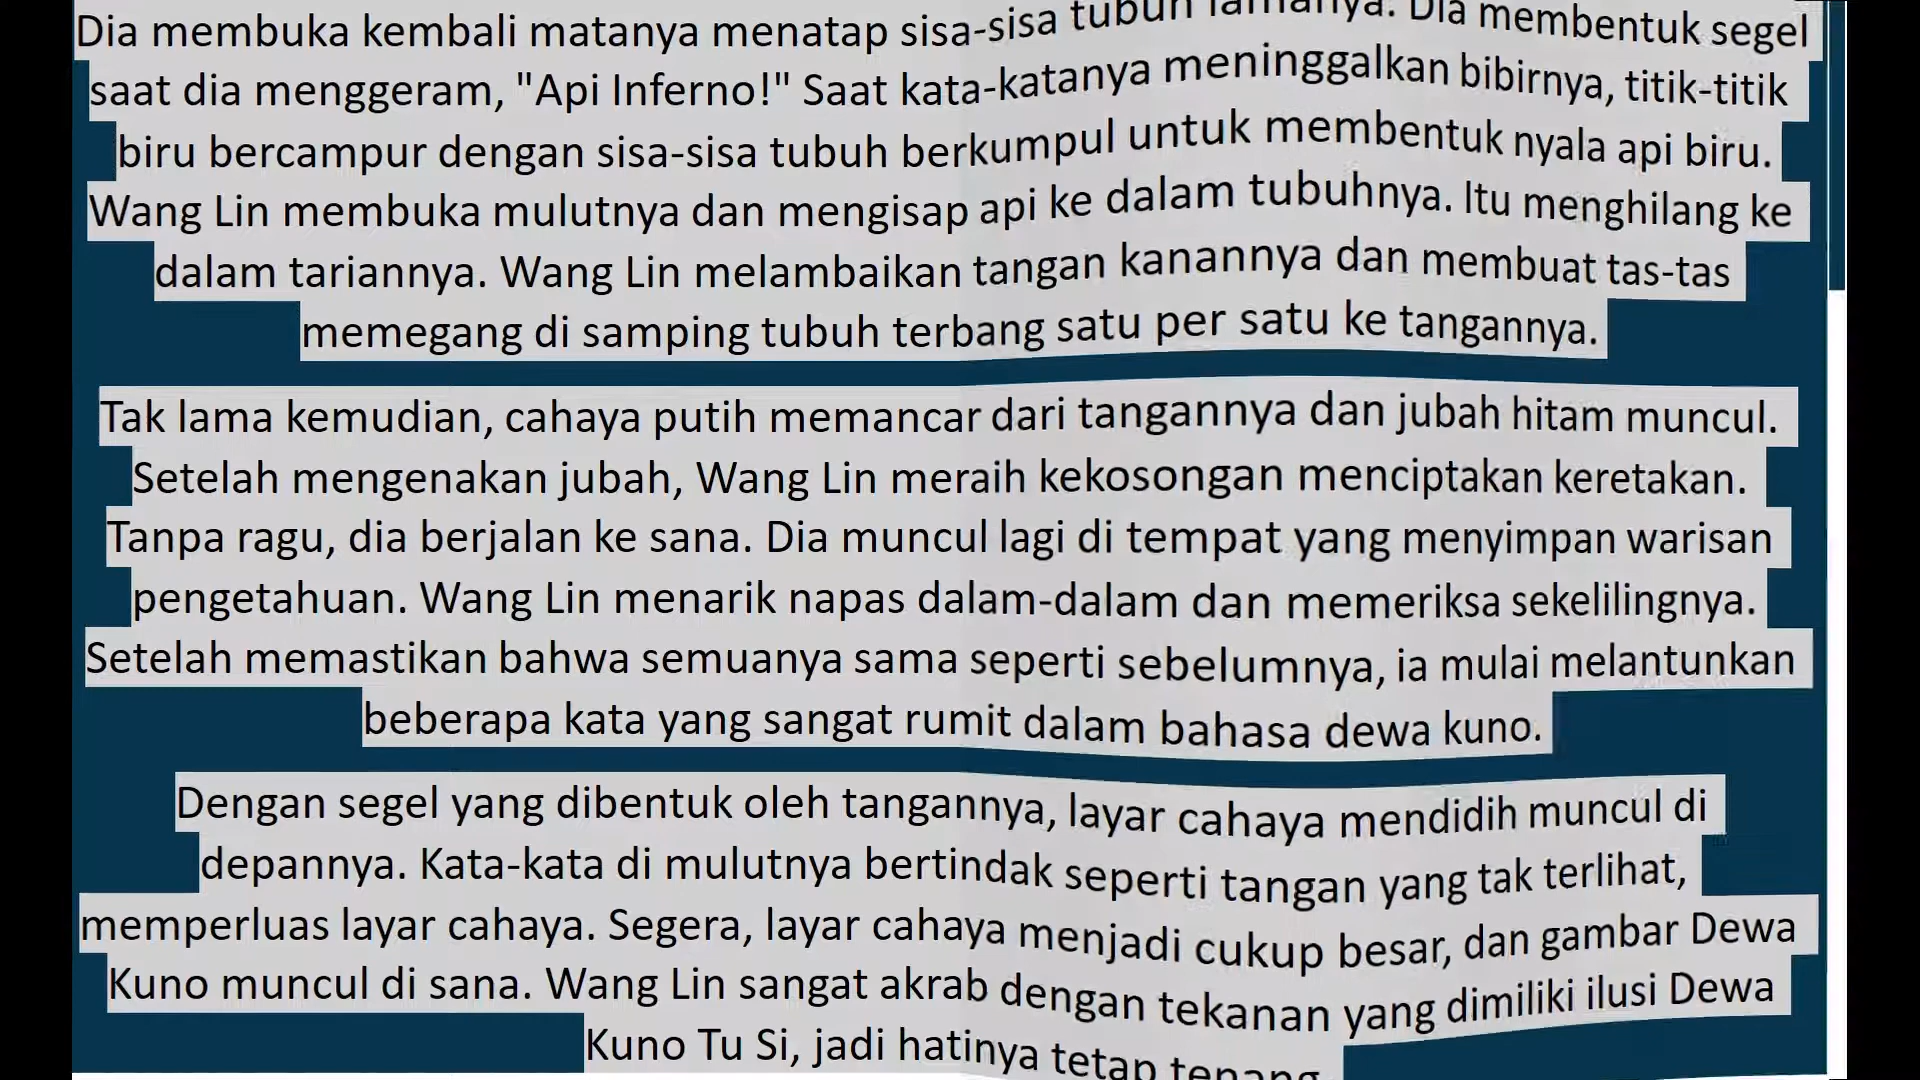 Dia membuka kembali matanya menatap sisa-sisa tubuh lamanya. Dia membentuk segel
saat dia menggeram, "Api Inferno!" Saat kata-katanya meninggalkan bibirnya, titik-titik
biru bercampur dengan sisa-sisa tubuh berkumpul untuk membentuk nyala api biru.
Wang Lin membuka mulutnya dan mengisap api ke dalam tubuhnya. Itu menghilang ke
dalam tariannya. Wang Lin melambaikan tangan kanannya dan membuat tas-tas
memegang di samping tubuh terbang satu per satu ke tangannya.
Tak lama kemudian, cahaya putih memancar dari tangannya dan jubah hitam muncul.
Setelah mengenakan jubah, Wang Lin meraih kekosongan menciptakan keretakan.
Tanpa ragu, dia berjalan ke sana. Dia muncul lagi di tempat yang menyimpan warisan
pengetahuan. Wang Lin menarik napas dalam-dalam dan memeriksa sekelilingnya.
Setelah memastikan bahwa semuanya sama seperti sebelumnya, ia mulai melantunkan
beberapa kata yang sangat rumit dalam bahasa dewa kuno.
Dengan segel yang dibentuk oleh tangannya, layar cahaya mendidih muncul di
depannya. Kata-kata di mulutnya bertindak seperti tangan yang tak terlihat,
memperluas layar cahaya. Segera, layar cahaya menjadi cukup besar, dan gambar Dewa
Kuno muncul di sana. Wang Lin sangat akrab dengan tekanan yang dimiliki ilusi Dewa
Kuno Tu Si, jadi hatinya tetap tenang.